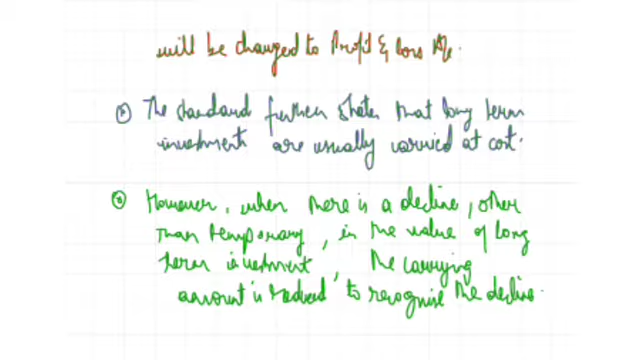 will be changed to Profit & loss A/c.
The standard further states that long term
investment are usually carried at cost.
However, when there is a decline, other
than temporary, in the value of long
term investment, the carrying
amount is reduced to recognise the decline.